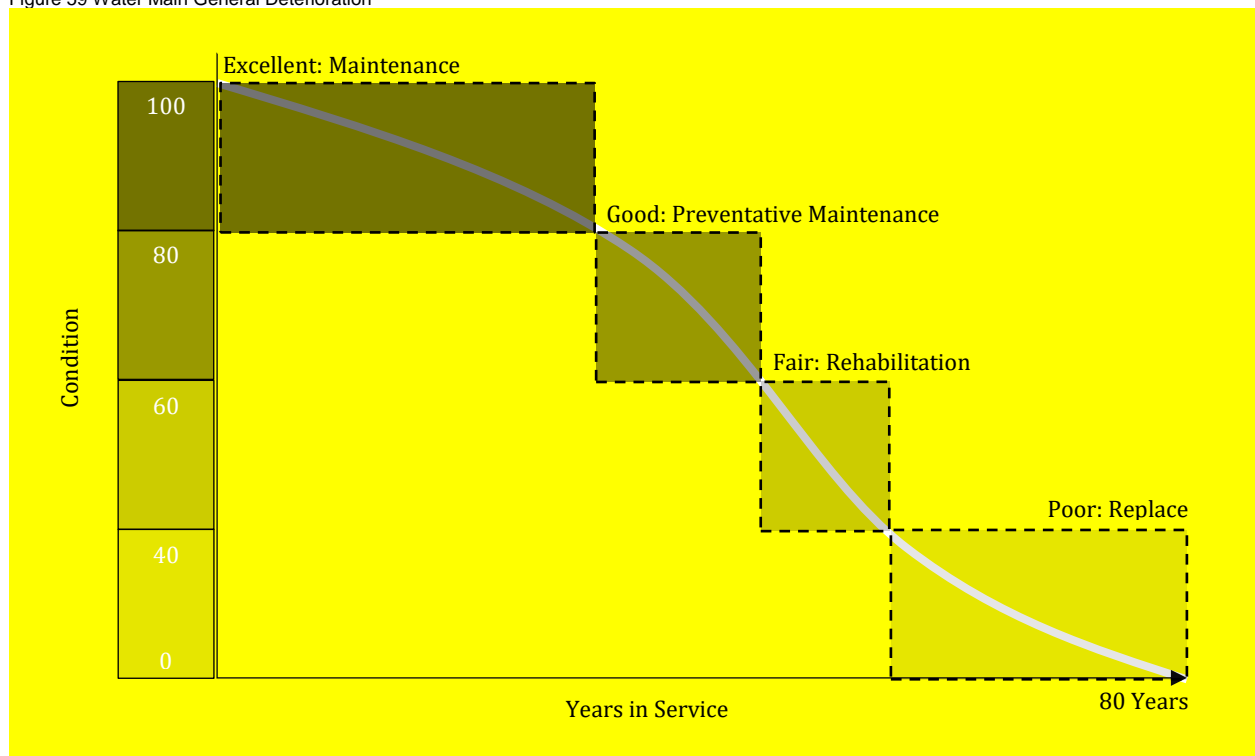 Figure 39 Water Main General Deterioration
Excellent: Maintenance
100
Good: Preventative Maintenance
80
Condition
Fair: Rehabilitation
60
Poor: Replace
40
0
80 Years
Years in Service